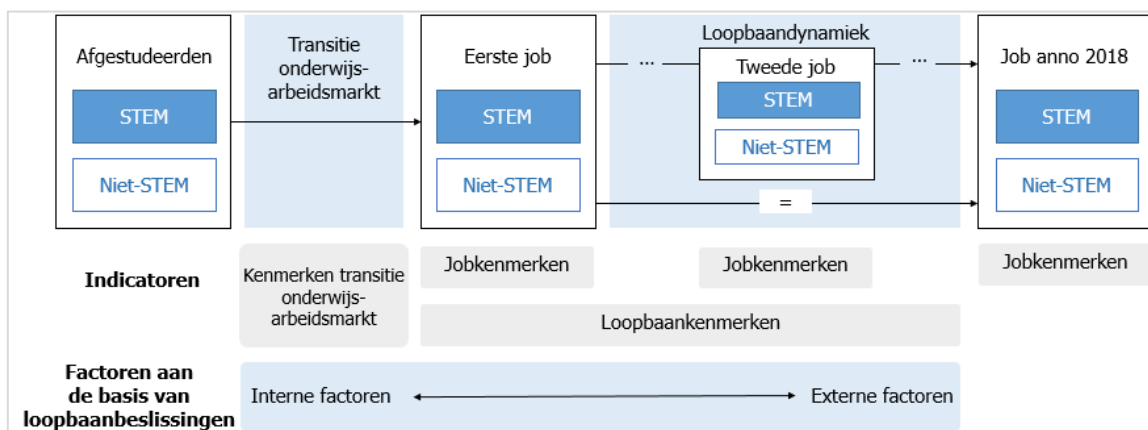 Afgestudeerden
STEM
Niet-STEM
Transitie
onderwijs-
arbeidsmarkt
Eerste job
STEM
Niet-STEM
Loopbaandynamiek
...
Tweede job
STEM
Niet-STEM
...
=
Job anno 2018
STEM
Niet-STEM
Indicatoren
Kenmerken transitie
onderwijs-
arbeidsmarkt
Jobkenmerken
Jobkenmerken
Jobkenmerken
Loopbaankenmerken
Factoren aan
de basis van
loopbaanbeslissingen
Interne factoren
Externe factoren